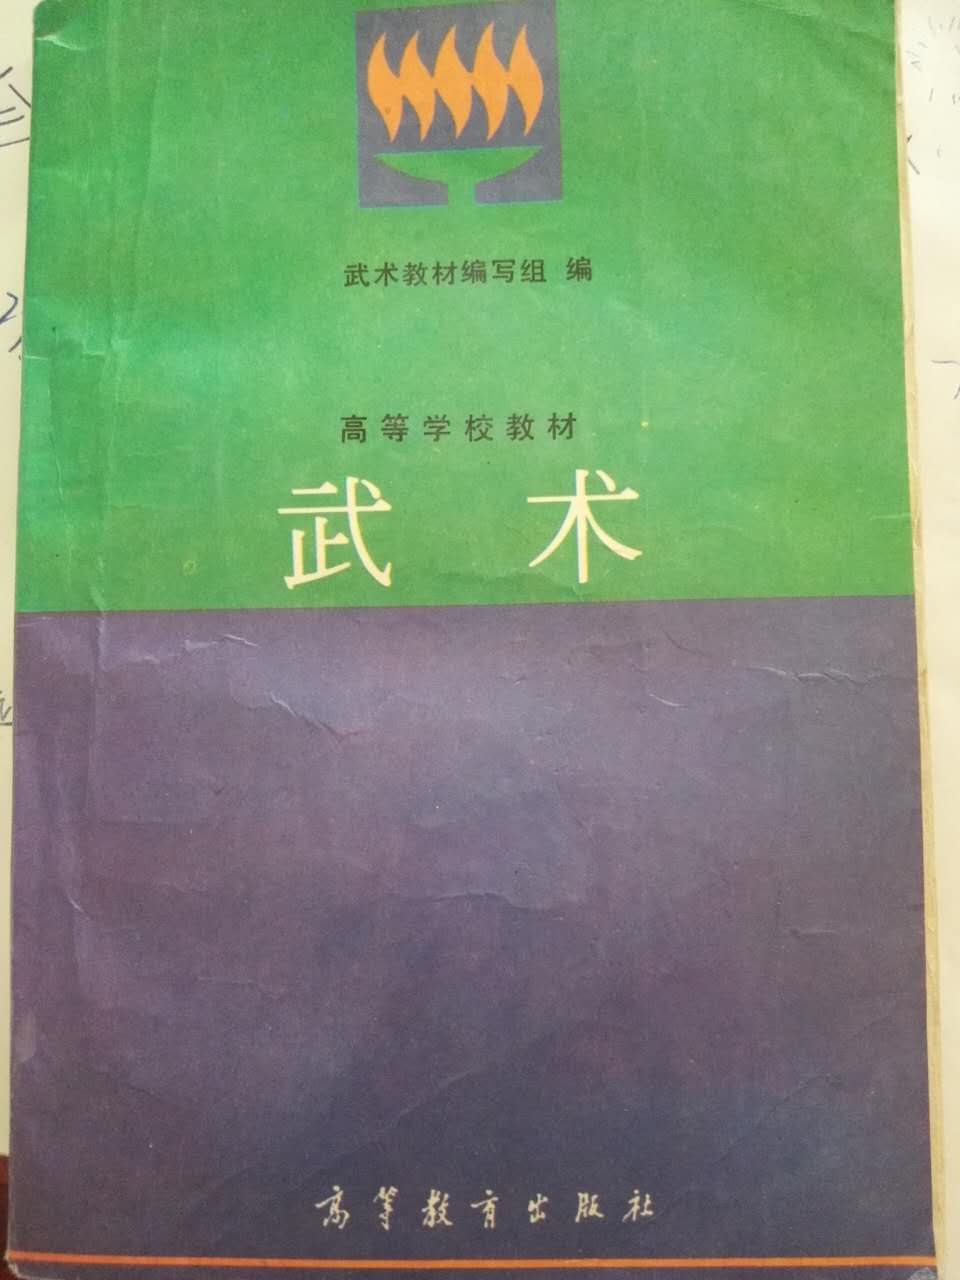 武术教材编写组 编
高等学校教材
武术
高等教育出版社